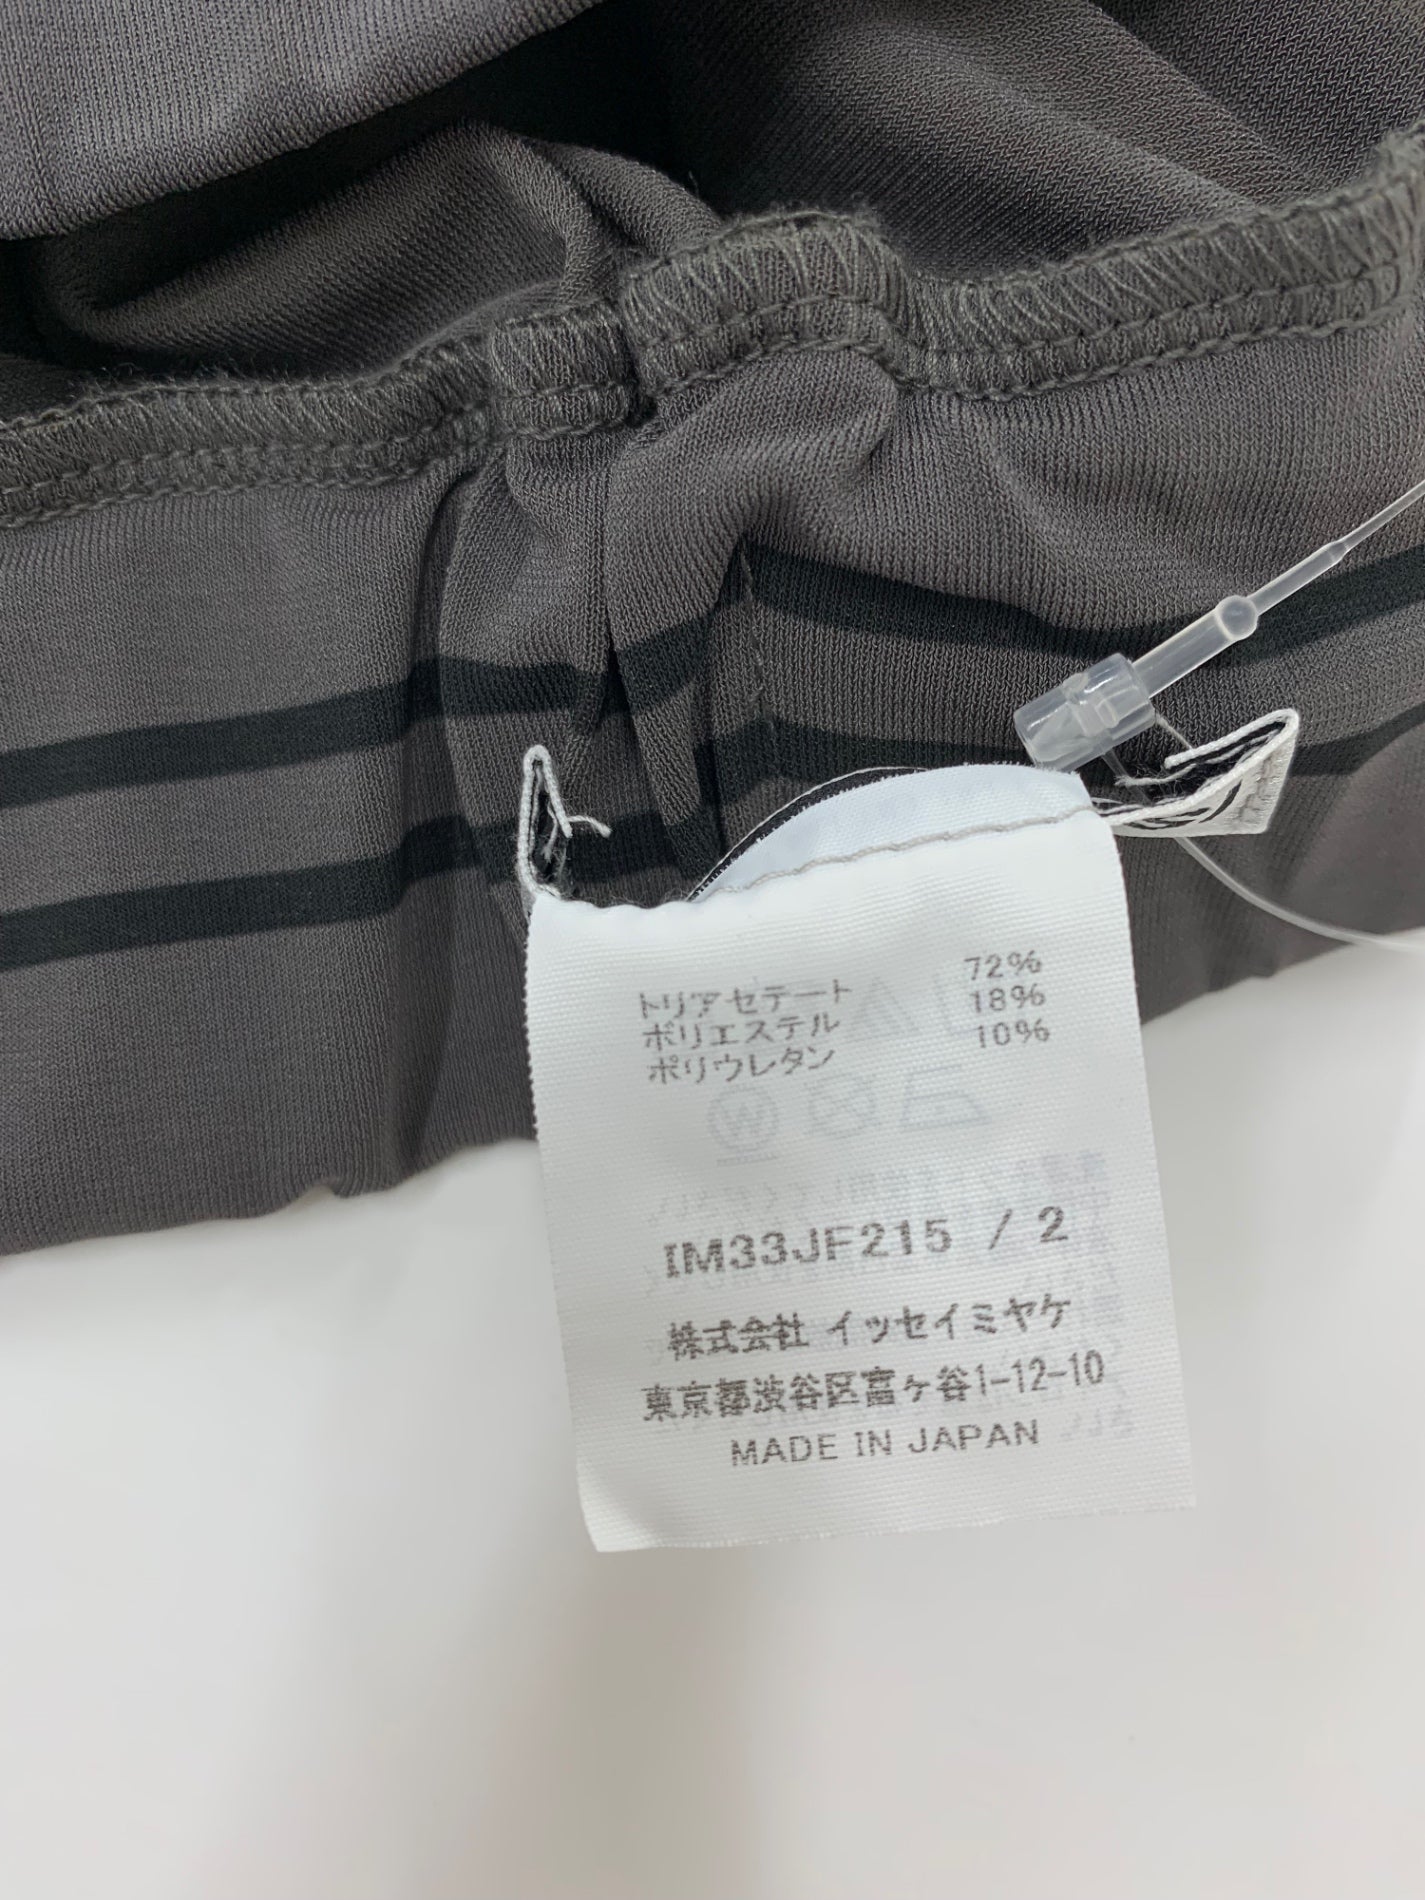 トリアセテート 72%
ポリエステル 18%
ポリウレタン 10%
IM33JF215 / 2
株式会社 イッセイミヤケ
東京都渋谷区富ヶ谷1-12-10
MADE IN JAPAN